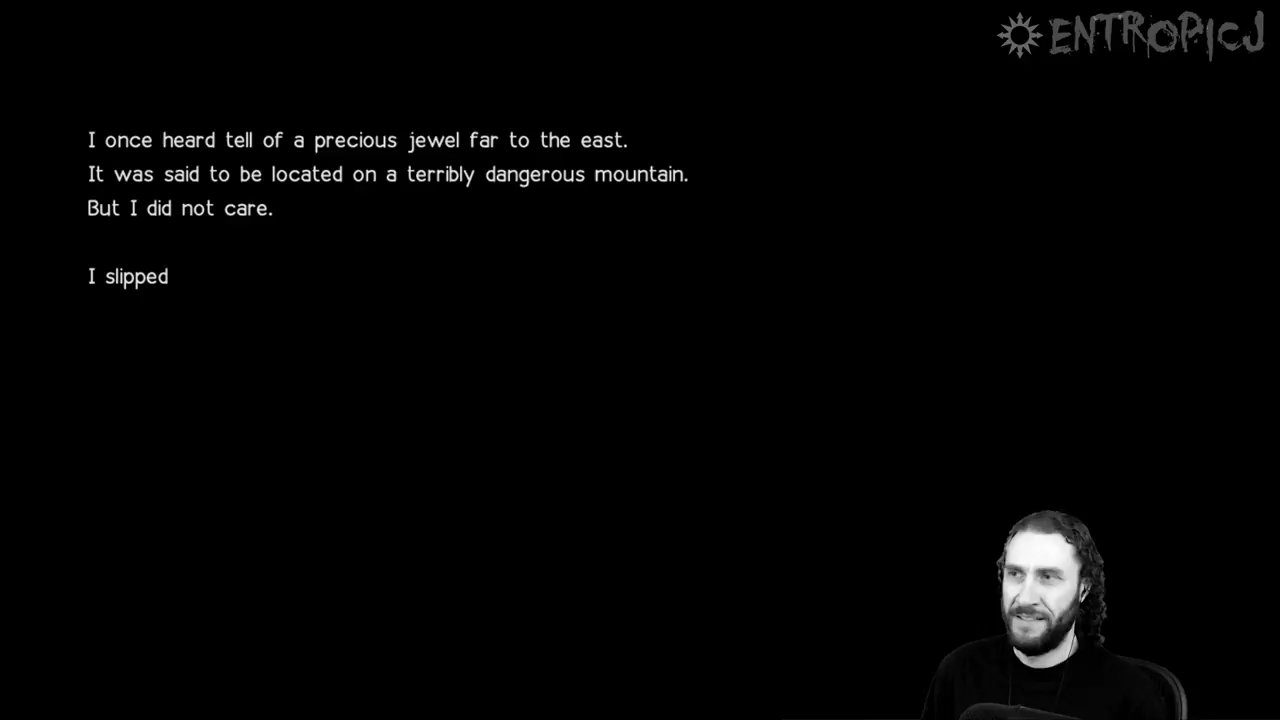 ENTROPICJ
I once heard tell of a precious jewel far to the east.
It was said to be located on a terribly dangerous mountain.
But I did not care.
I slipped